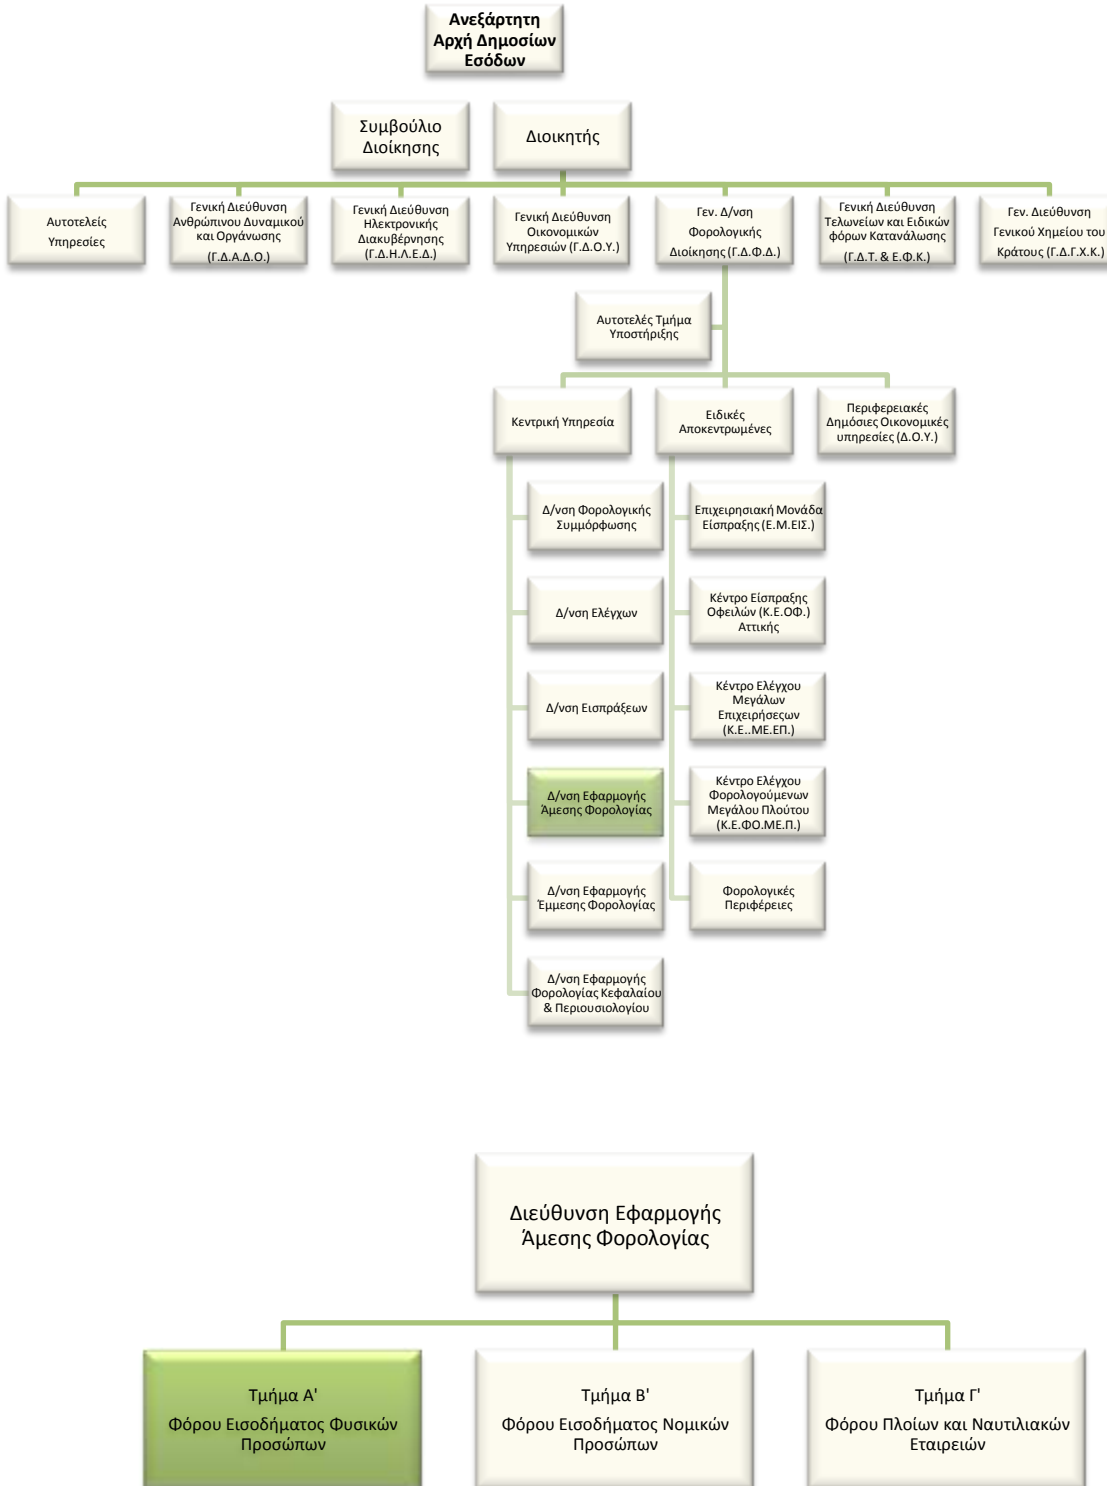 Ανεξάρτητη
Αρχή Δημοσίων
Εσόδων
Συμβούλιο
Διοίκησης
Διοικητής
Αυτοτελείς
Υπηρεσίες
Γενική Διεύθυνση
Ανθρώπινου Δυναμικού
και Οργάνωσης
(Γ.Δ.Α.Δ.Ο.)
Γενική Διεύθυνση
Ηλεκτρονικής
Διακυβέρνησης
(Γ.Δ.Η.Λ.Ε.Δ.)
Γενική Διεύθυνση
Οικονομικών
Υπηρεσιών (Γ.Δ.Ο.Υ.)
Γεν. Δ/νση
Φορολογικής
Διοίκησης (Γ.Δ.Φ.Δ.)
Γενική Διεύθυνση
Τελωνείων και Ειδικών
φόρων Κατανάλωσης
(Γ.Δ.Τ. & Ε.Φ.Κ.)
Γεν. Διεύθυνση
Γενικού Χημείου του
Κράτους (Γ.Δ.Γ.Χ.Κ.)
Αυτοτελές Τμήμα
Υποστήριξης
Κεντρική Υπηρεσία
Ειδικές
Αποκεντρωμένες
Περιφερειακές
Δημόσιες Οικονομικές
υπηρεσίες (Δ.Ο.Υ.)
Δ/νση Φορολογικής
Συμμόρφωσης
Δ/νση Ελέγχων
Δ/νση Εισπράξεων
Δ/νση Εφαρμογής
Άμεσης Φορολογίας
Δ/νση Εφαρμογής
Έμμεσης Φορολογίας
Δ/νση Εφαρμογής
Φορολογίας Κεφαλαίου
& Περιουσιολογίου
Επιχειρησιακή Μονάδα
Είσπραξης (Ε.Μ.ΕΙΣ.)
Κέντρο Είσπραξης
Οφειλών (Κ.Ε.ΟΦ.)
Αττικής
Κέντρο Ελέγχου
Μεγάλων
Επιχειρήσεςων
(Κ.Ε..ΜΕ.ΕΠ.)
Κέντρο Ελέγχου
Φορολογούμενων
Μεγάλου Πλούτου
(Κ.Ε.ΦΟ.ΜΕ.Π.)
Φορολογικές
Περιφέρειες
Διεύθυνση Εφαρμογής
Άμεσης Φορολογίας
Τμήμα Α'
Φόρου Εισοδήματος Φυσικών
Προσώπων
Τμήμα Β'
Φόρου Εισοδήματος Νομικών
Προσώπων
Τμήμα Γ'
Φόρου Πλοίων και Ναυτιλιακών
Εταιρειών